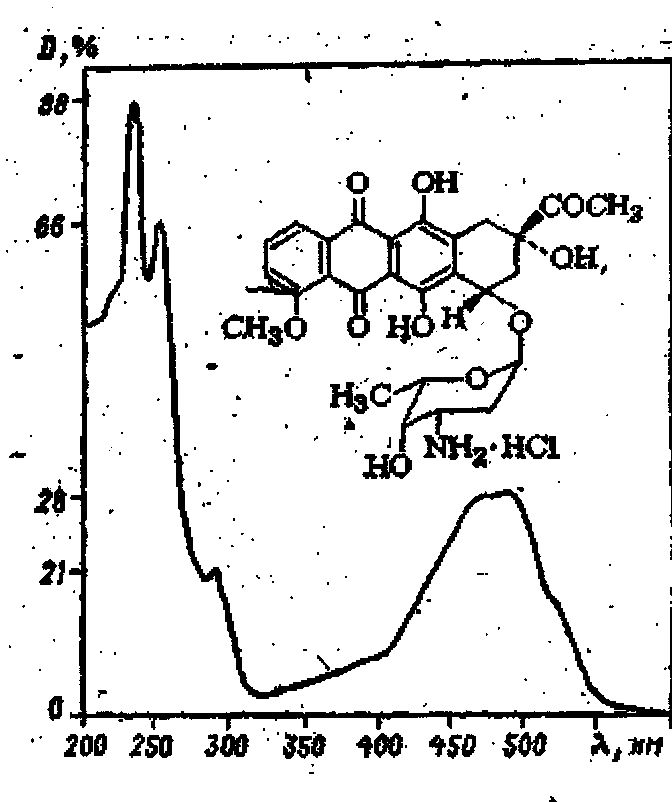 D, %
88
66
28
21
0
200 250 300 350 400 450 500 λ, нм
O OH
COCH₃
OH,
CH₃O O HO H O
H₃C O
NH₂·HCl
HO